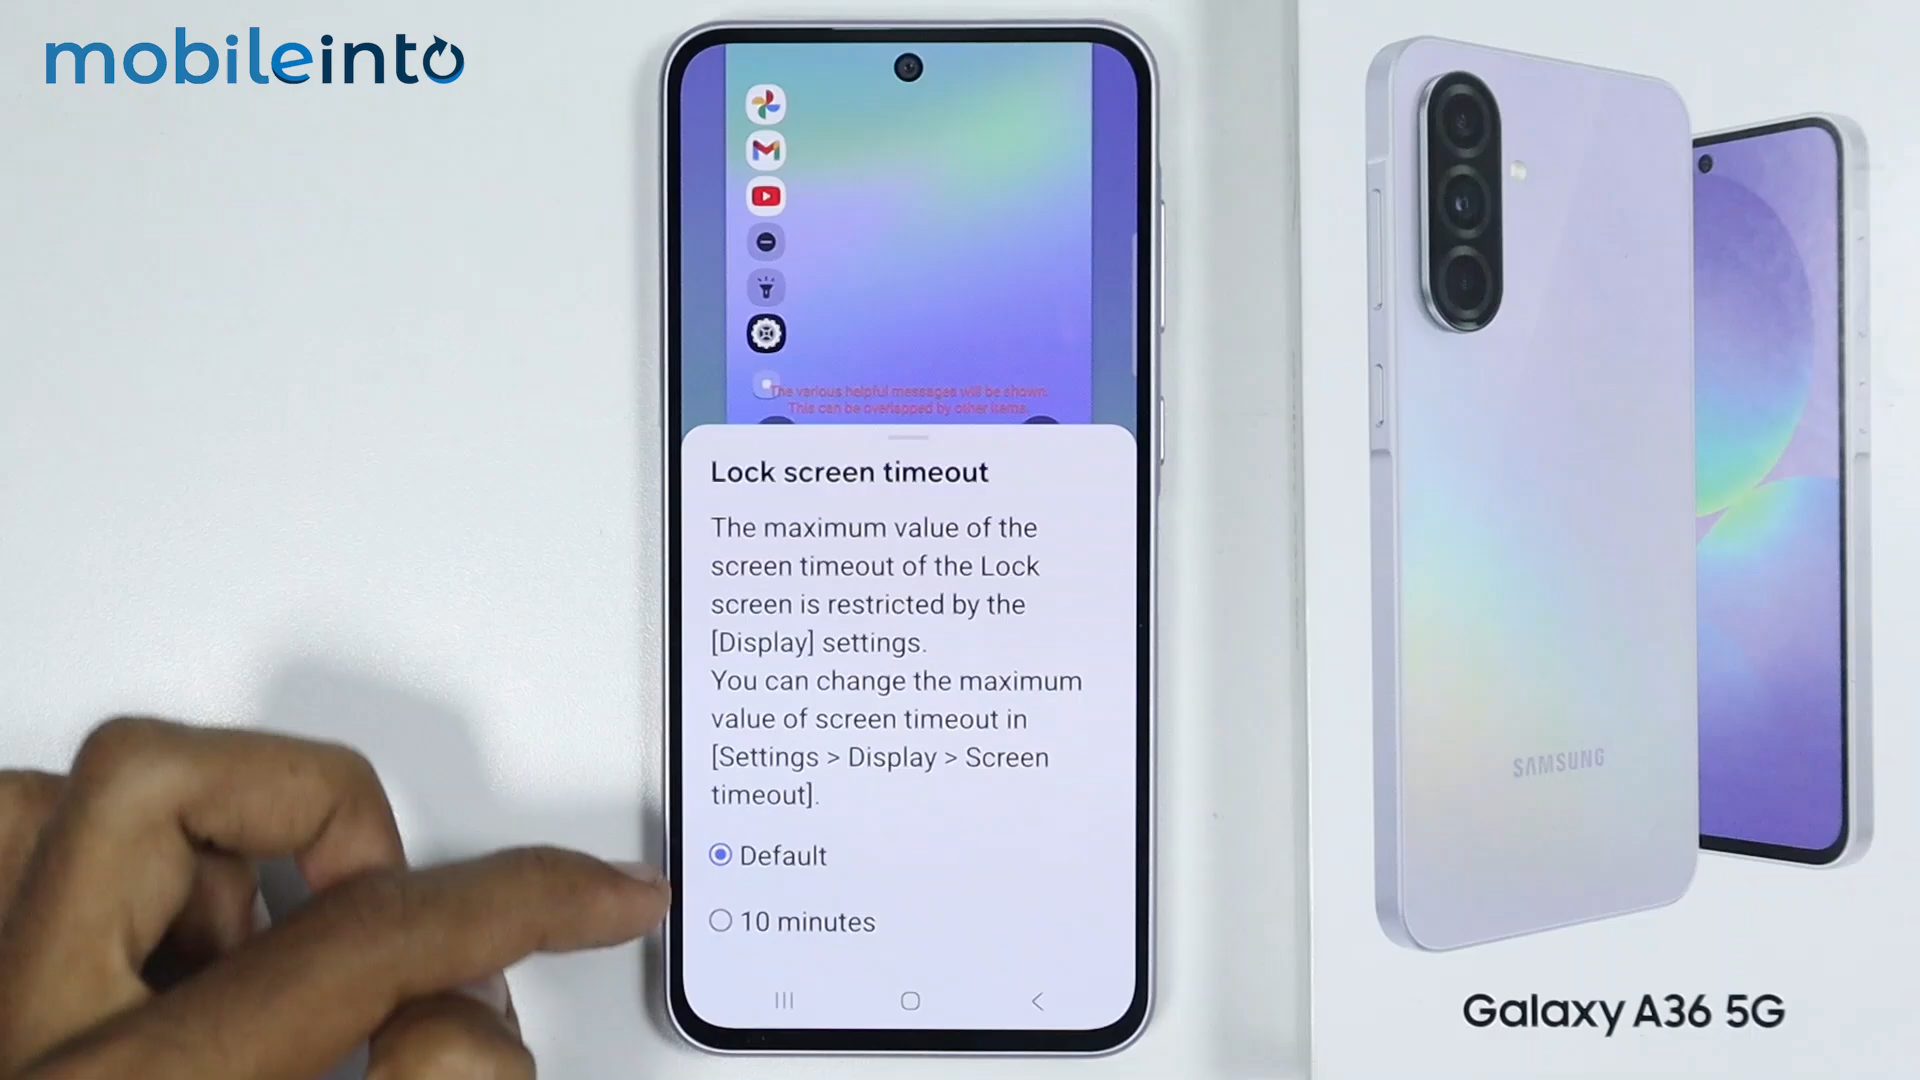 mobileinto
The various helpful messages will be shown.
This can be overlapped by other items.
Lock screen timeout
The maximum value of the
screen timeout of the Lock
screen is restricted by the
[Display] settings.
You can change the maximum
value of screen timeout in
[Settings > Display > Screen
timeout].
Default
10 minutes
SAMSUNG
Galaxy A36 5G